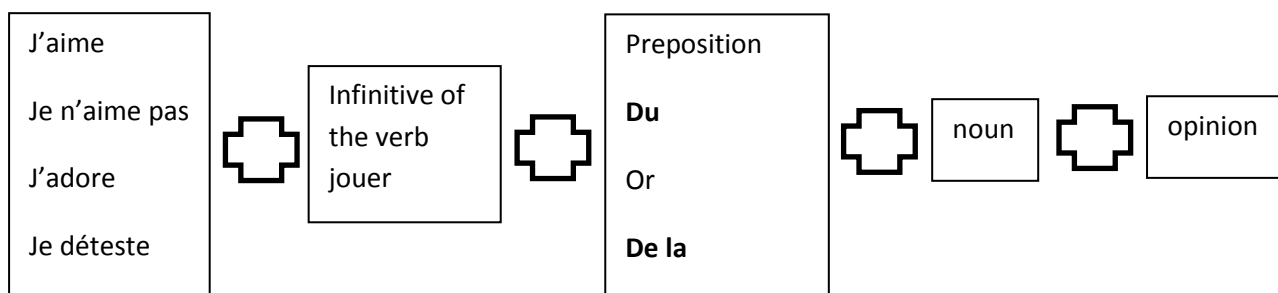 J’aime
Je n’aime pas
J’adore
Je déteste
Infinitive of
the verb
jouer
Preposition
Du
Or
De la
noun
opinion